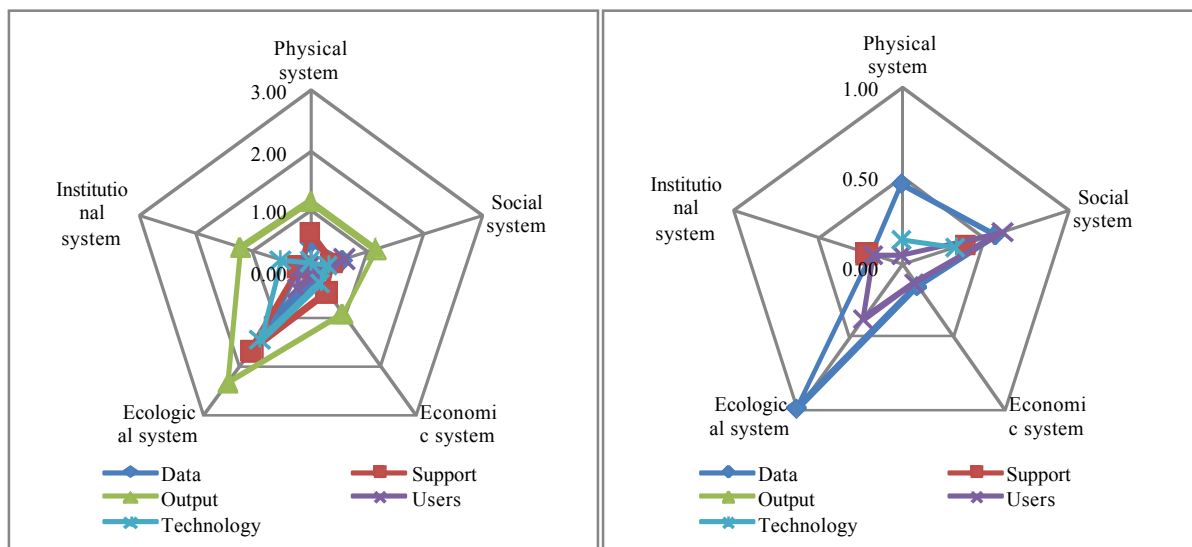 Physical
system
3.00
2.00
1.00
0.00
Institutio
nal
system
Social
system
Ecologic
al system
Economi
c system
Data
Support
Output
Users
Technology
Physical
system
1.00
0.50
0.00
Institutio
nal
system
Social
system
Ecologic
al system
Economi
c system
Data
Support
Output
Users
Technology